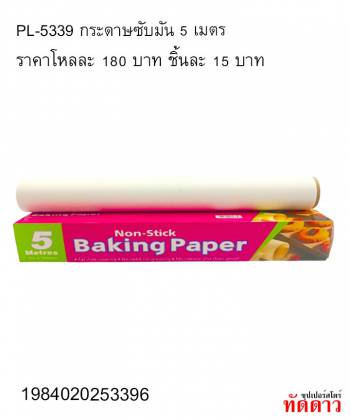 PL-5339 กระดาษซับมัน 5 เมตร
ราคาโหลละ 180 บาท ชิ้นละ 15 บาท
5
Metres
Non-Stick
Baking Paper
1984020253396
ซุปเปอร์สโตร์
ทัดดาว